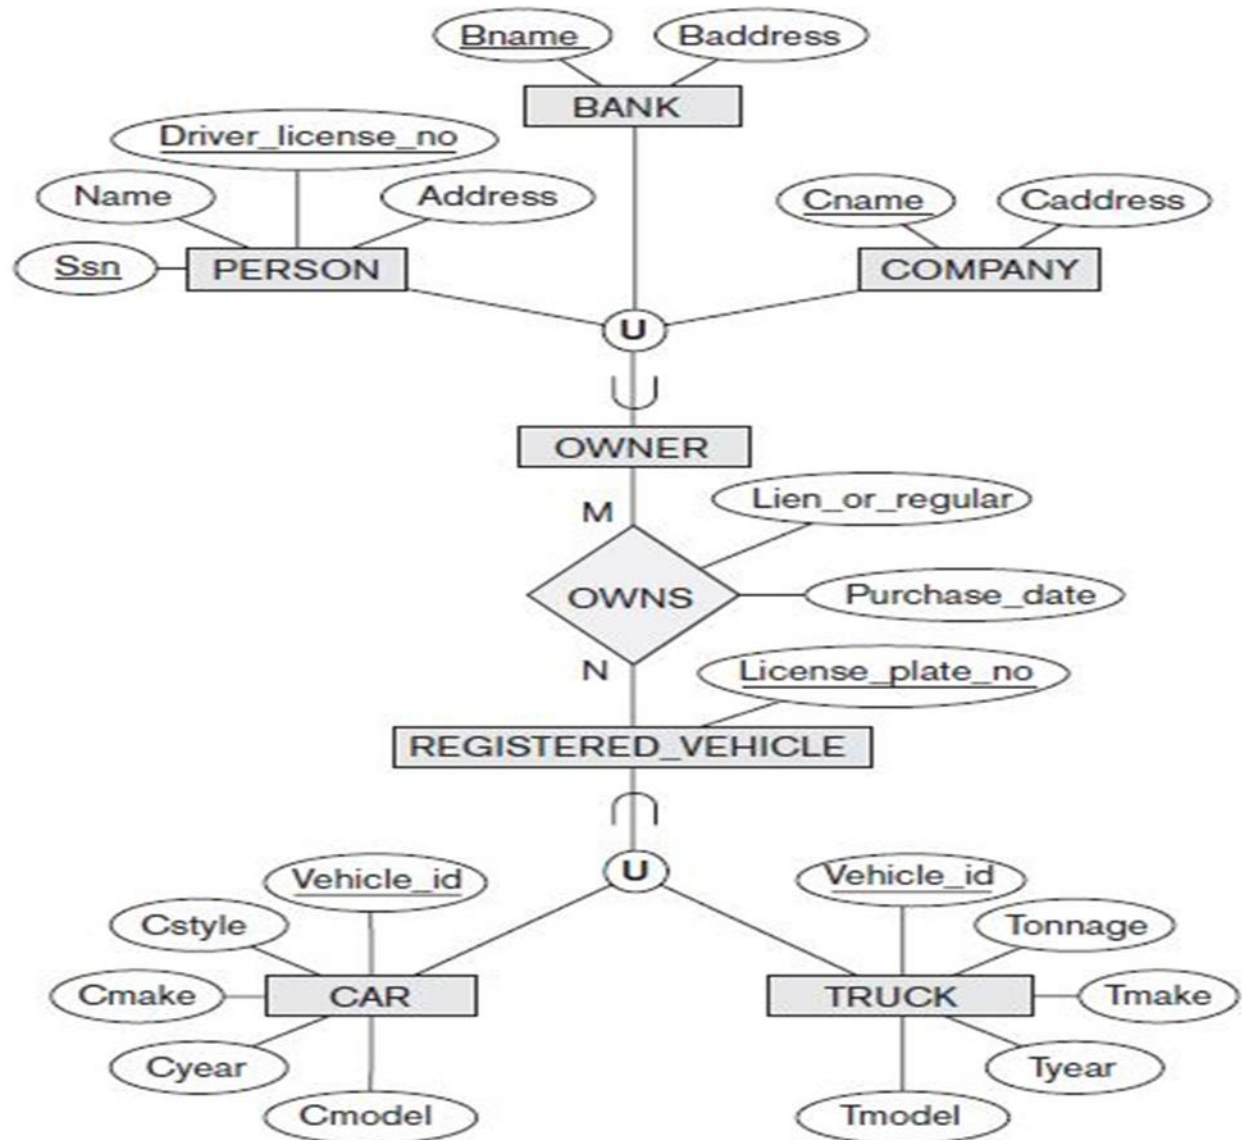 Bname Baddress
BANK
Driver_license_no
Name Address
Cname Caddress
Ssn PERSON COMPANY
U
OWNER
M
Lien_or_regular
OWNS
Purchase_date
N
License_plate_no
REGISTERED_VEHICLE
U
Vehicle_id Vehicle_id
Cstyle Tonnage
Cmake CAR TRUCK Tmake
Cyear Tyear
Cmodel Tmodel